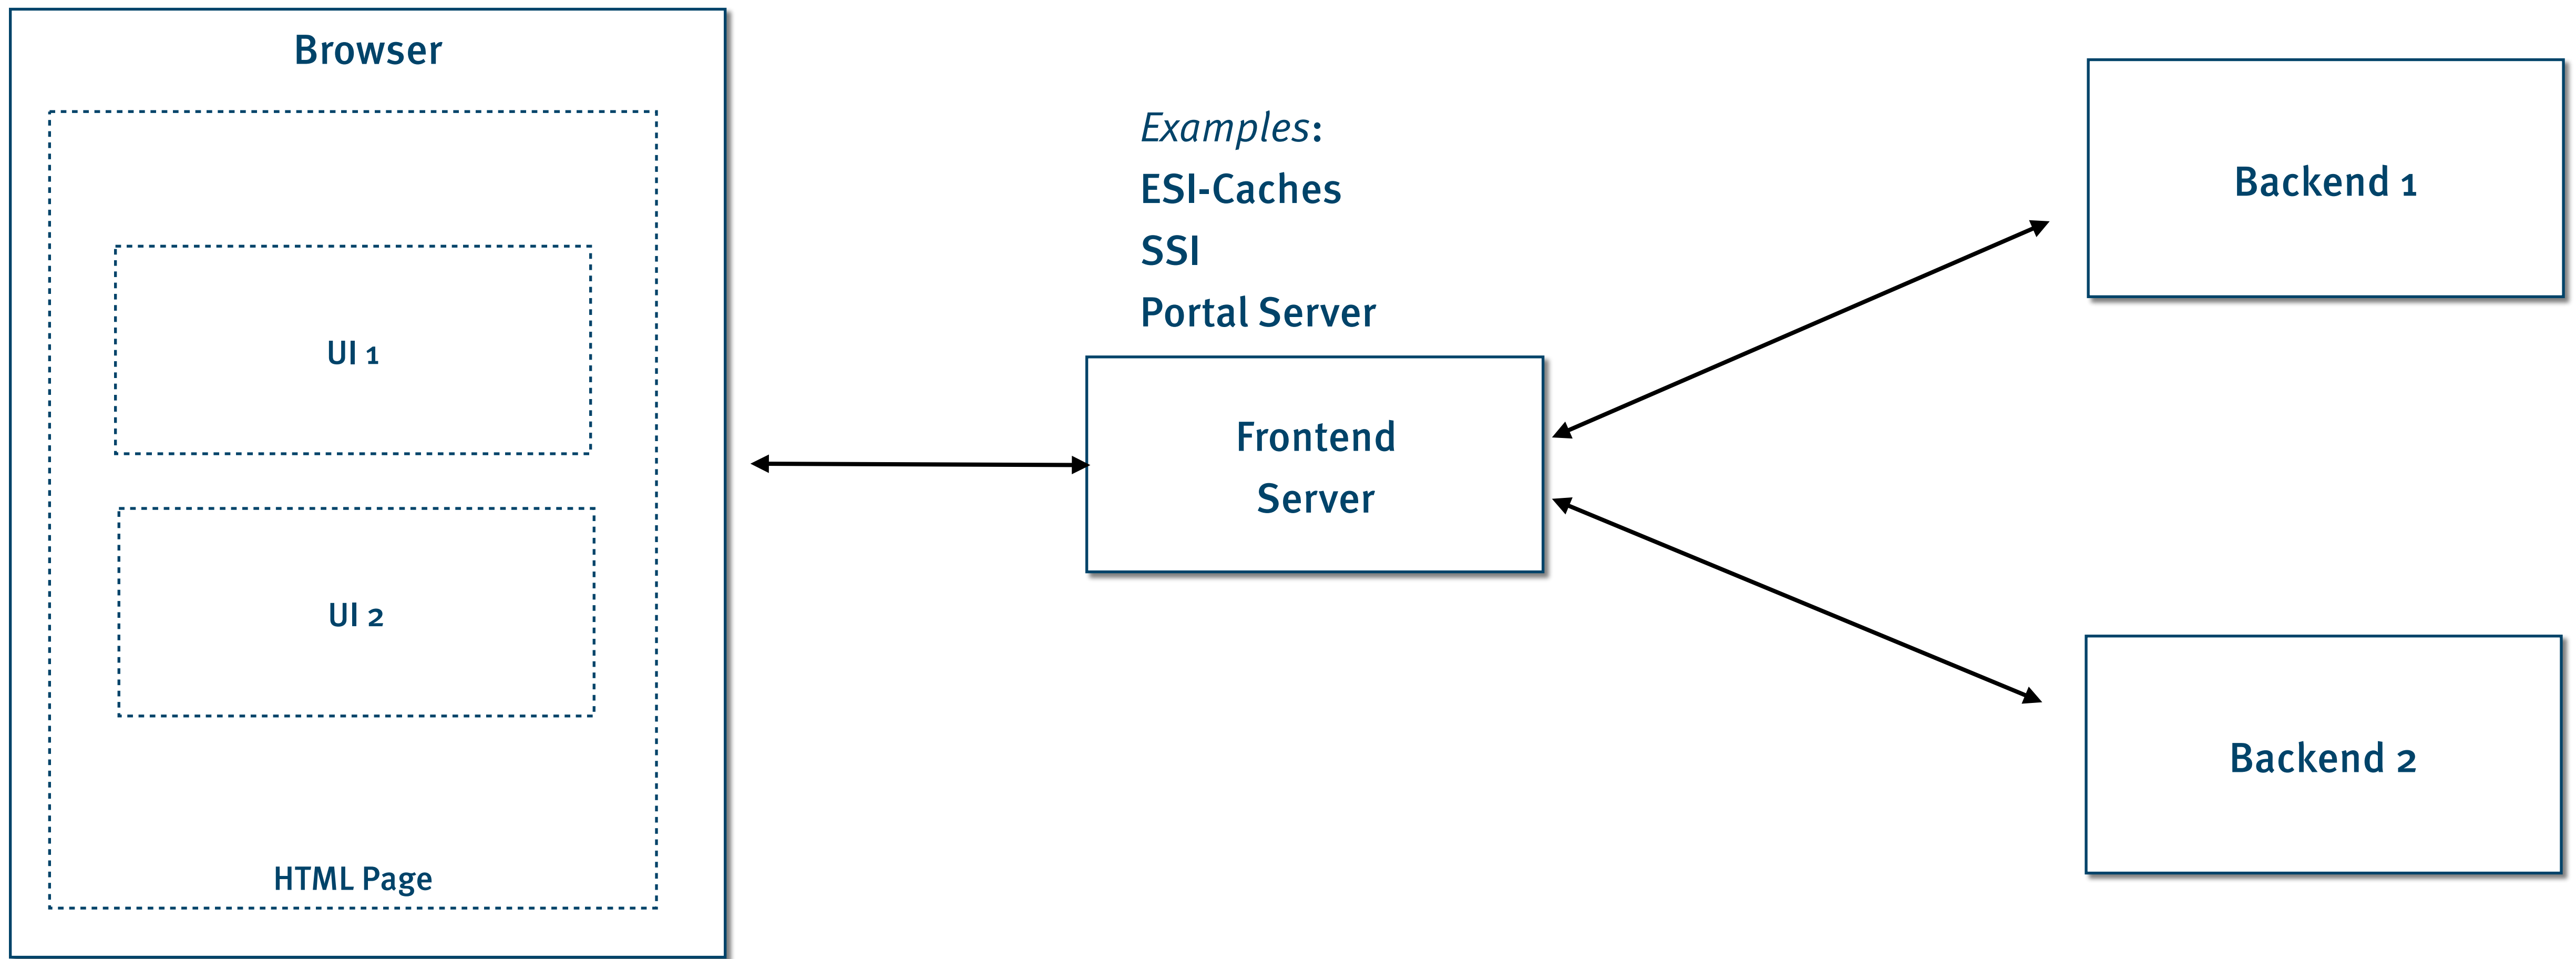 Browser
UI 1
UI 2
HTML Page
Examples:
ESI-Caches
SSI
Portal Server
Frontend
Server
Backend 1
Backend 2